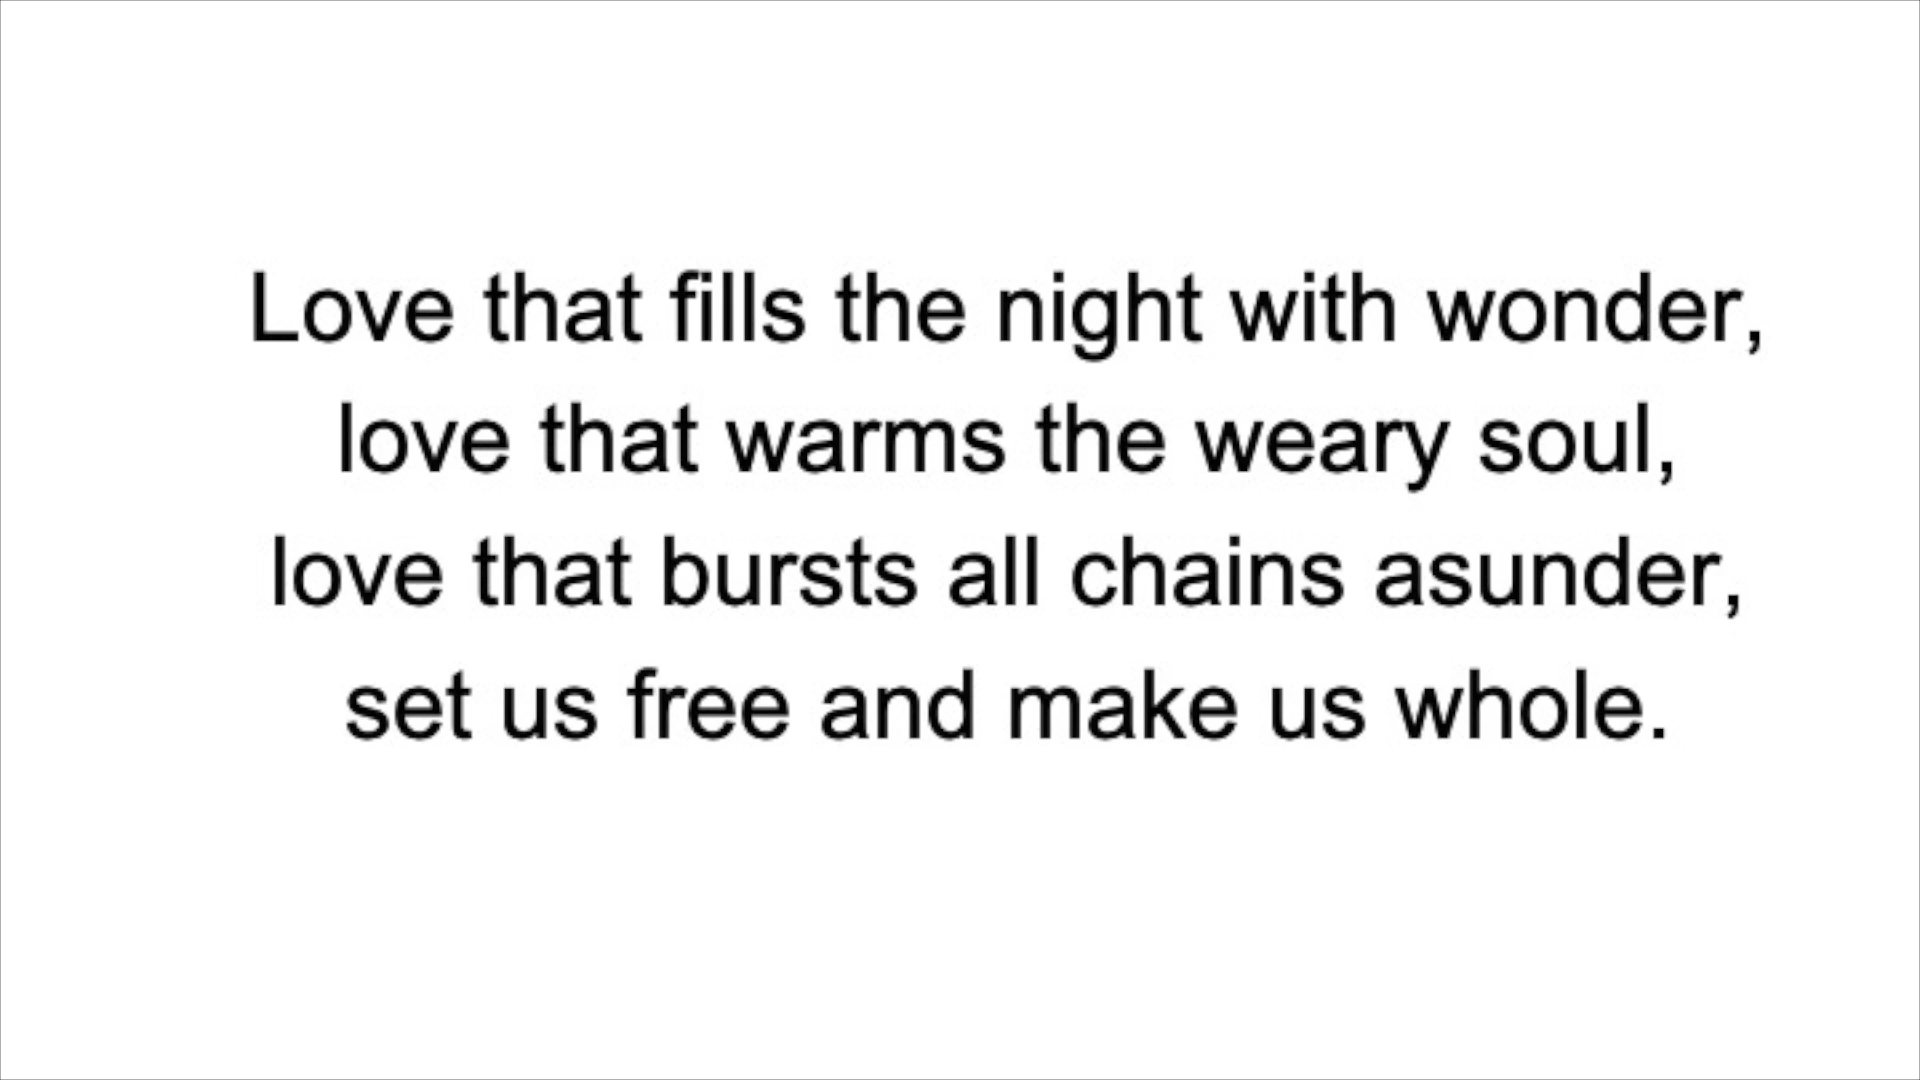 Love that fills the night with wonder,
love that warms the weary soul,
love that bursts all chains asunder,
set us free and make us whole.